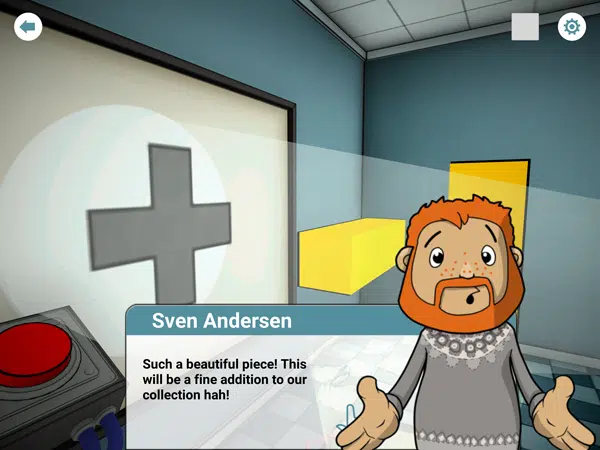 Sven Andersen
Such a beautiful piece! This
will be a fine addition to our
collection hah!